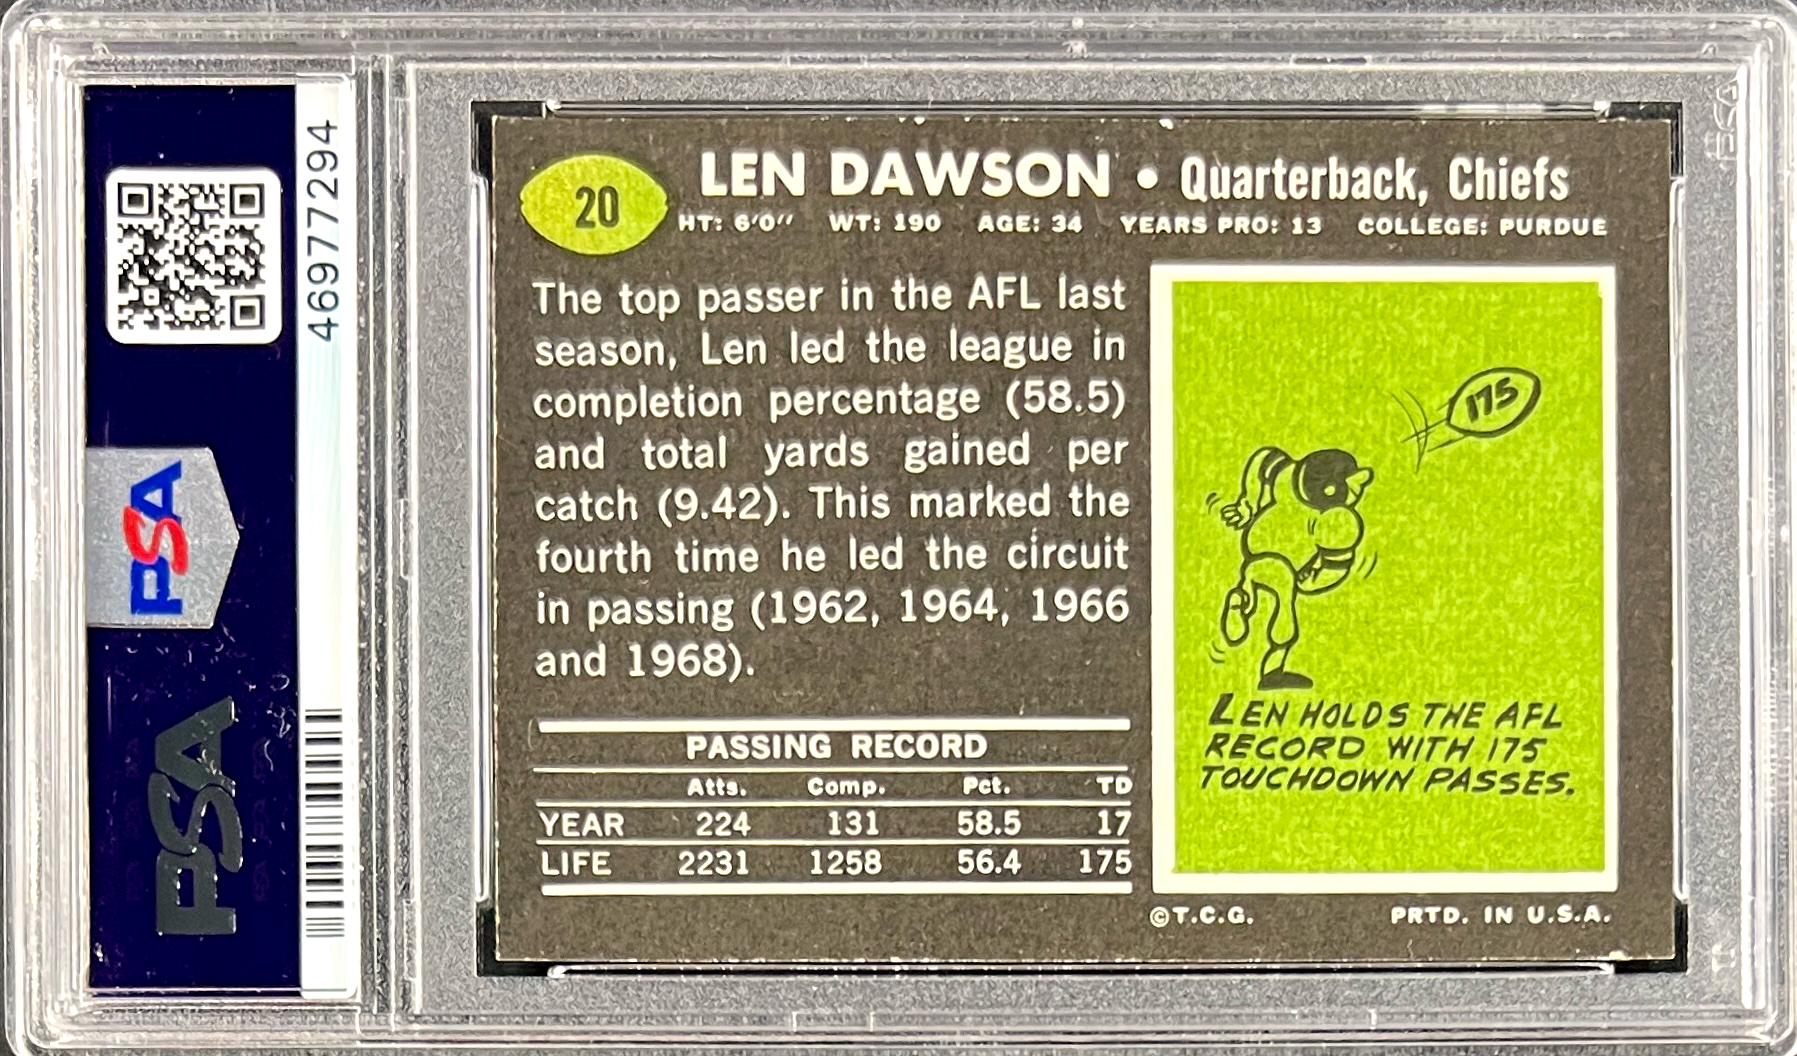 46977294
PSA
PSA
20
LEN DAWSON • Quarterback, Chiefs
HT: 6'0" WT: 190 AGE: 34 YEARS PRO: 13 COLLEGE: PURDUE
The top passer in the AFL last
season, Len led the league in
completion percentage (58.5)
and total yards gained per
catch (9.42). This marked the
fourth time he led the circuit
in passing (1962, 1964, 1966
and 1968).
PASSING RECORD
Atts. Comp. Pct. TD
YEAR 224 131 58.5 17
LIFE 2231 1258 56.4 175
175
LEN HOLDS THE AFL
RECORD WITH 175
TOUCHDOWN PASSES.
©T.C.G. PRTD. IN U.S.A.